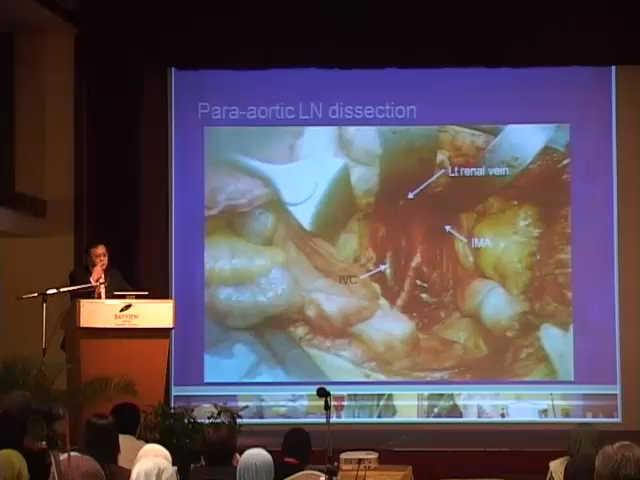 Para-aortic LN dissection
Lt renal vein
IMA
IVC
BAYVIEW